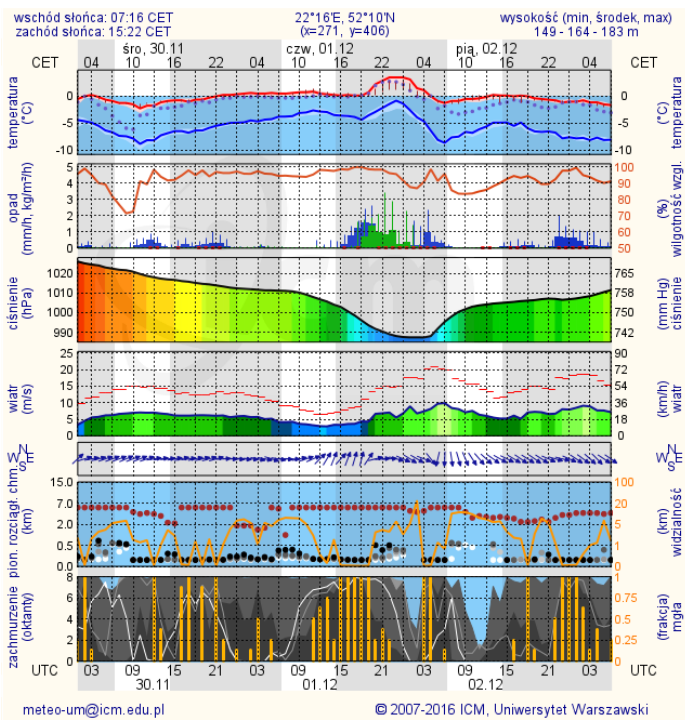 wschód słońca: 07:16 CET 22°16'E, 52°10'N wysokość (min, środek, max)
zachód słońca: 15:22 CET (x=271, y=406) 149 - 164 - 183 m
śro, 30.11 czw, 01.12 pią, 02.12
CET 04 10 16 22 04 10 16 22 04 10 16 22 04 CET
temperatura (°C)
0 -5 -10
0 -5 -10
temperatura (°C)
opad (mm/h, kg/m²/h)
5 4 3 2 1 0
100 90 80 70 60 50
(%) wilgotność wzgl.
ciśnienie (hPa)
1020 1010 1000 990
765 758 750 742
(mm Hg) ciśnienie
wiatr (m/s)
25 20 15 10 5 0
90 72 54 36 18 0
(km/h) wiatr
N W E S
N W E S
pion. rozciągł. chm. (km)
15.0 7.0 2.0 0.5 0.0
100 20 5 1 0
(km) widzialność
zachmurzenie (oktanty)
8 6 4 2 0
1 0.75 0.5 0.25 0
(frakcja) mgła
UTC 03 09 15 21 03 09 15 21 03 09 15 21 03 UTC
30.11 01.12 02.12
meteo-um@icm.edu.pl © 2007-2016 ICM, Uniwersytet Warszawski